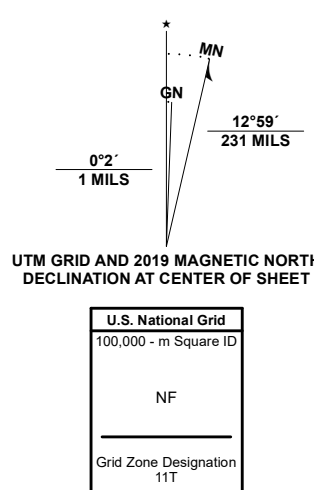 ★
MN
GN
12°59´
231 MILS
0°2´
1 MILS
UTM GRID AND 2019 MAGNETIC NORTH
DECLINATION AT CENTER OF SHEET
U.S. National Grid
100,000 - m Square ID
NF
Grid Zone Designation
11T